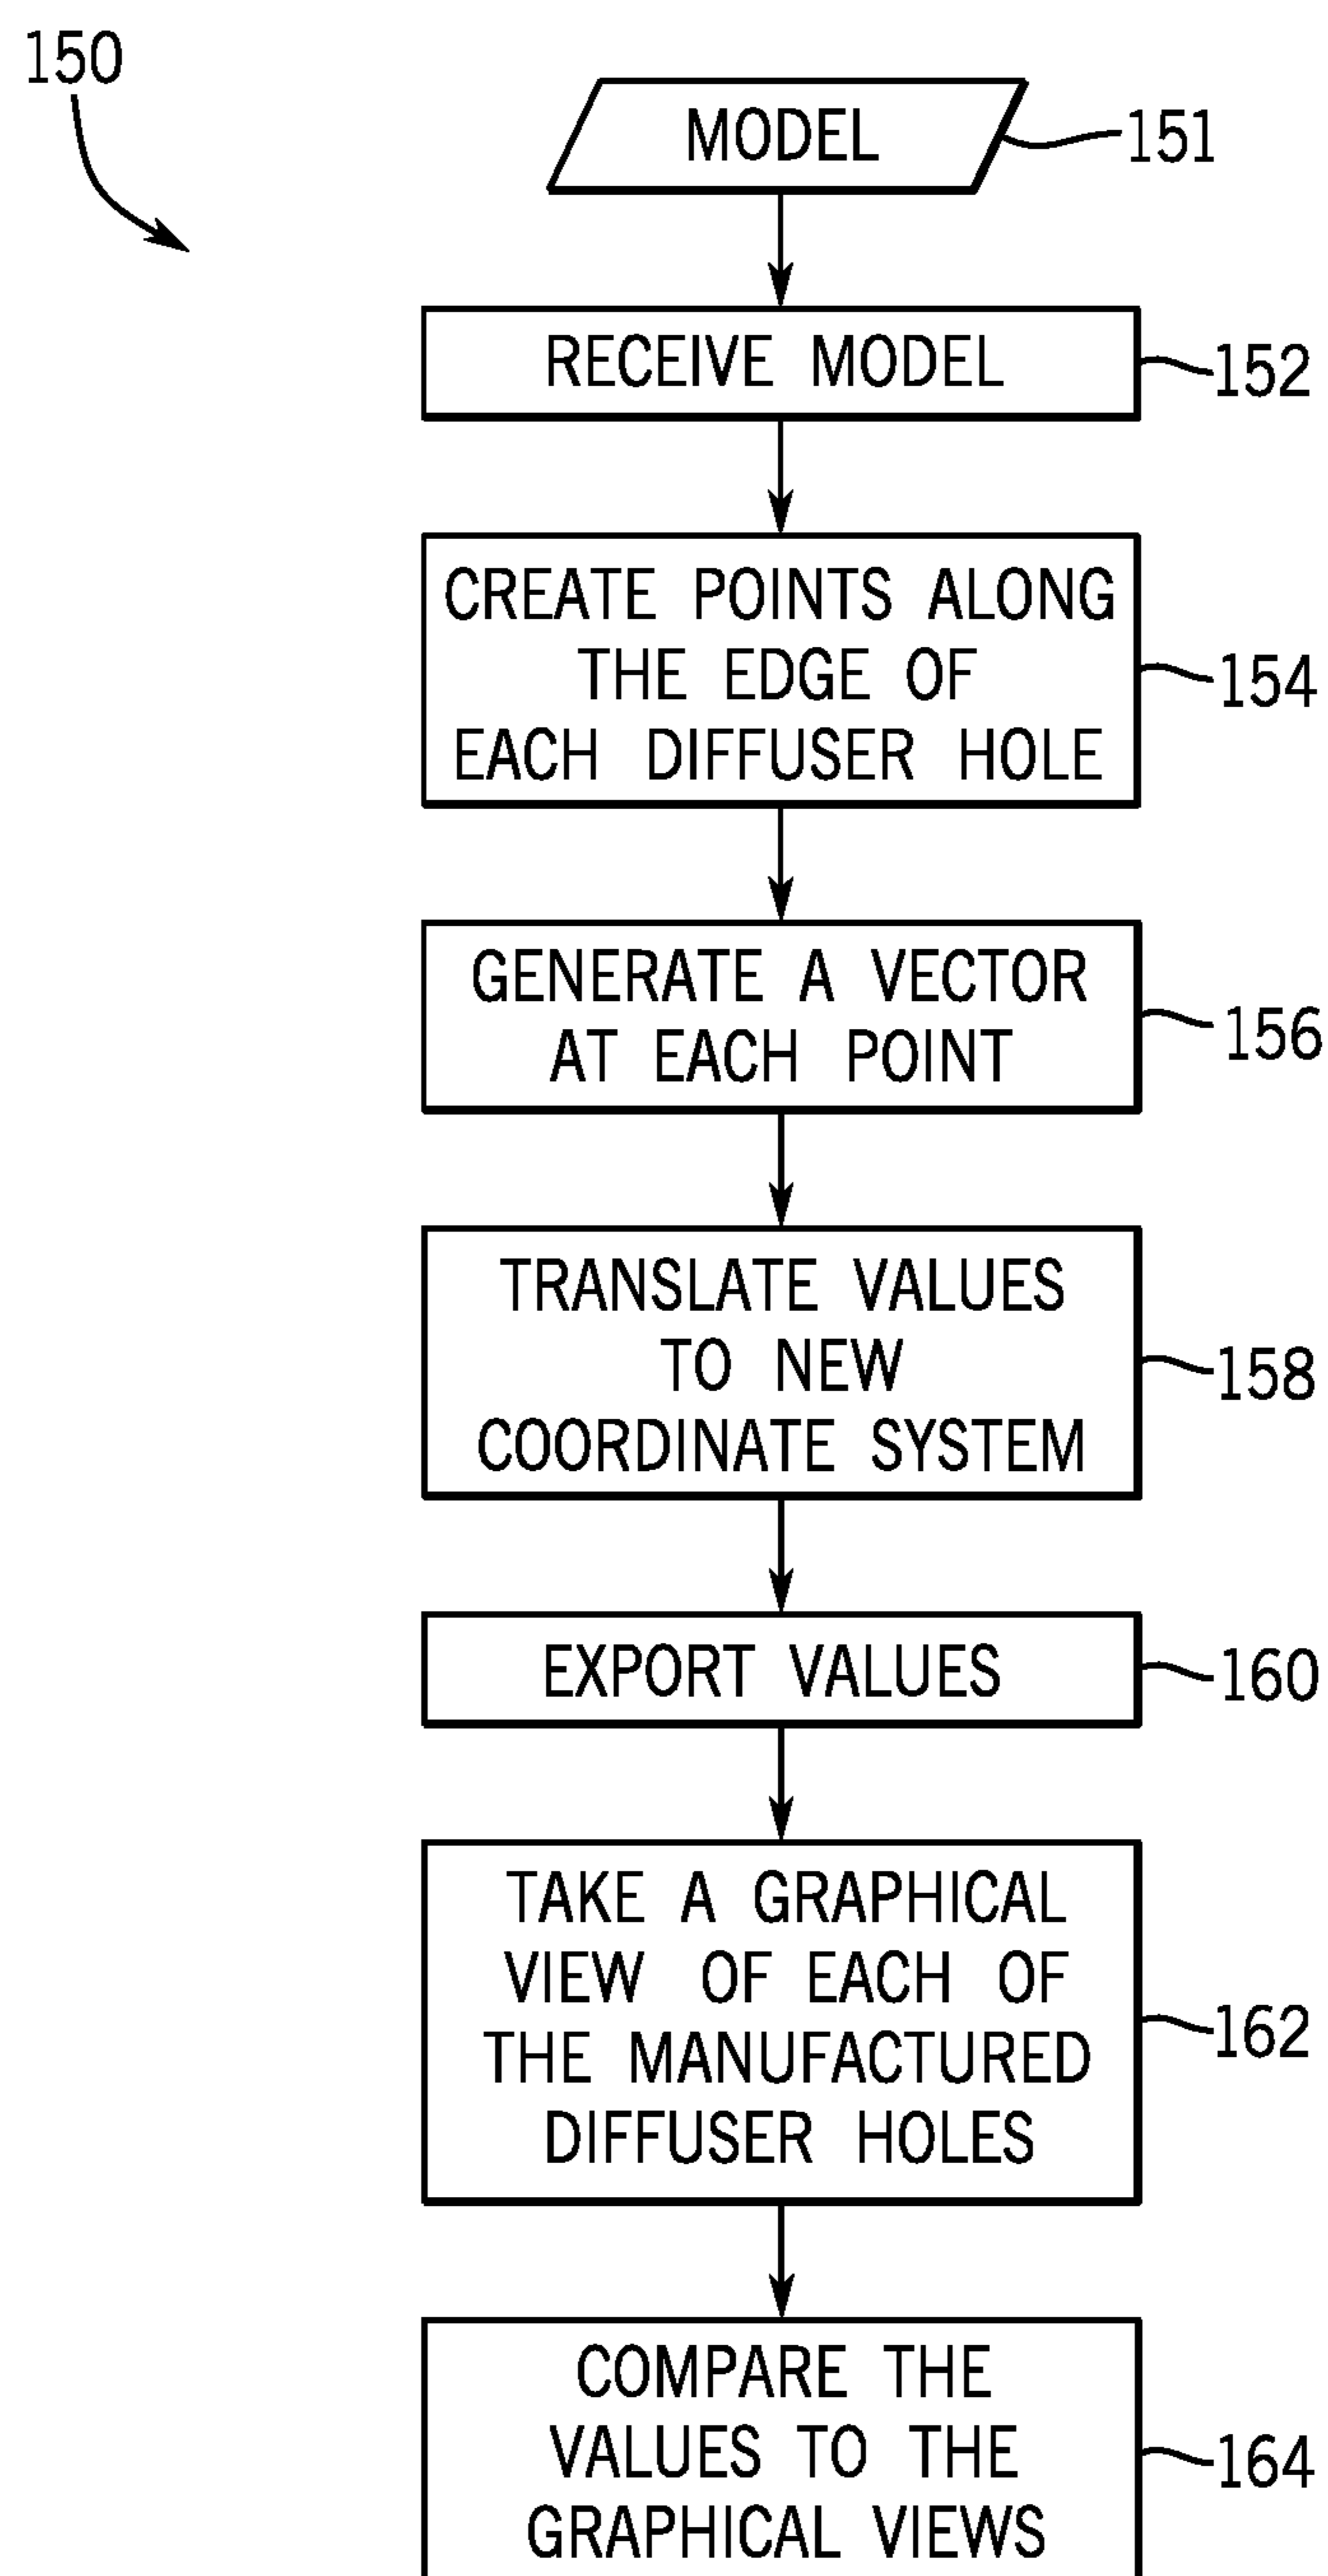 150
MODEL
151
RECEIVE MODEL
152
CREATE POINTS ALONG
THE EDGE OF
EACH DIFFUSER HOLE
154
GENERATE A VECTOR
AT EACH POINT
156
TRANSLATE VALUES
TO NEW
COORDINATE SYSTEM
158
EXPORT VALUES
160
TAKE A GRAPHICAL
VIEW OF EACH OF
THE MANUFACTURED
DIFFUSER HOLES
162
COMPARE THE
VALUES TO THE
GRAPHICAL VIEWS
164